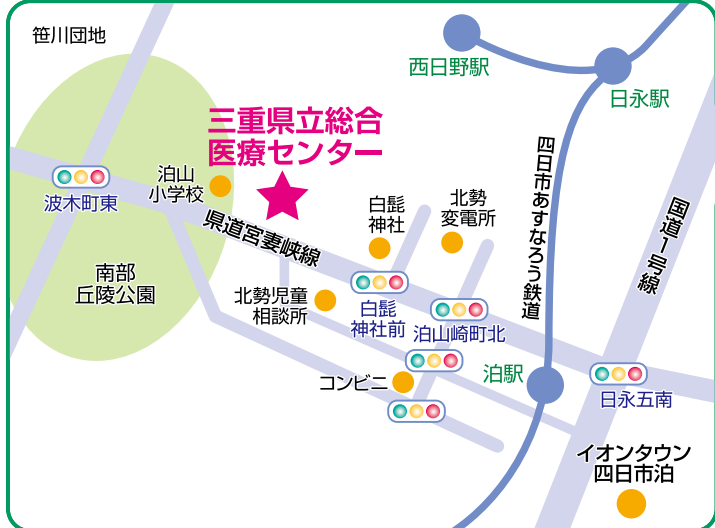 笹川団地
西日野駅
日永駅
三重県立総合
医療センター
四日市あすなろう鉄道
泊山
小学校
波木町東
白髭
神社
北勢
変電所
国道1号線
県道宮妻峡線
南部
丘陵公園
北勢児童
相談所
白髭
神社前
泊山崎町北
コンビニ
泊駅
日永五南
イオンタウン
四日市泊